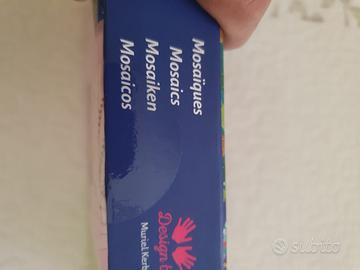 Mosaïques
Mosaics
Mosaiken
Mosaicos
Design
Muriel
subito